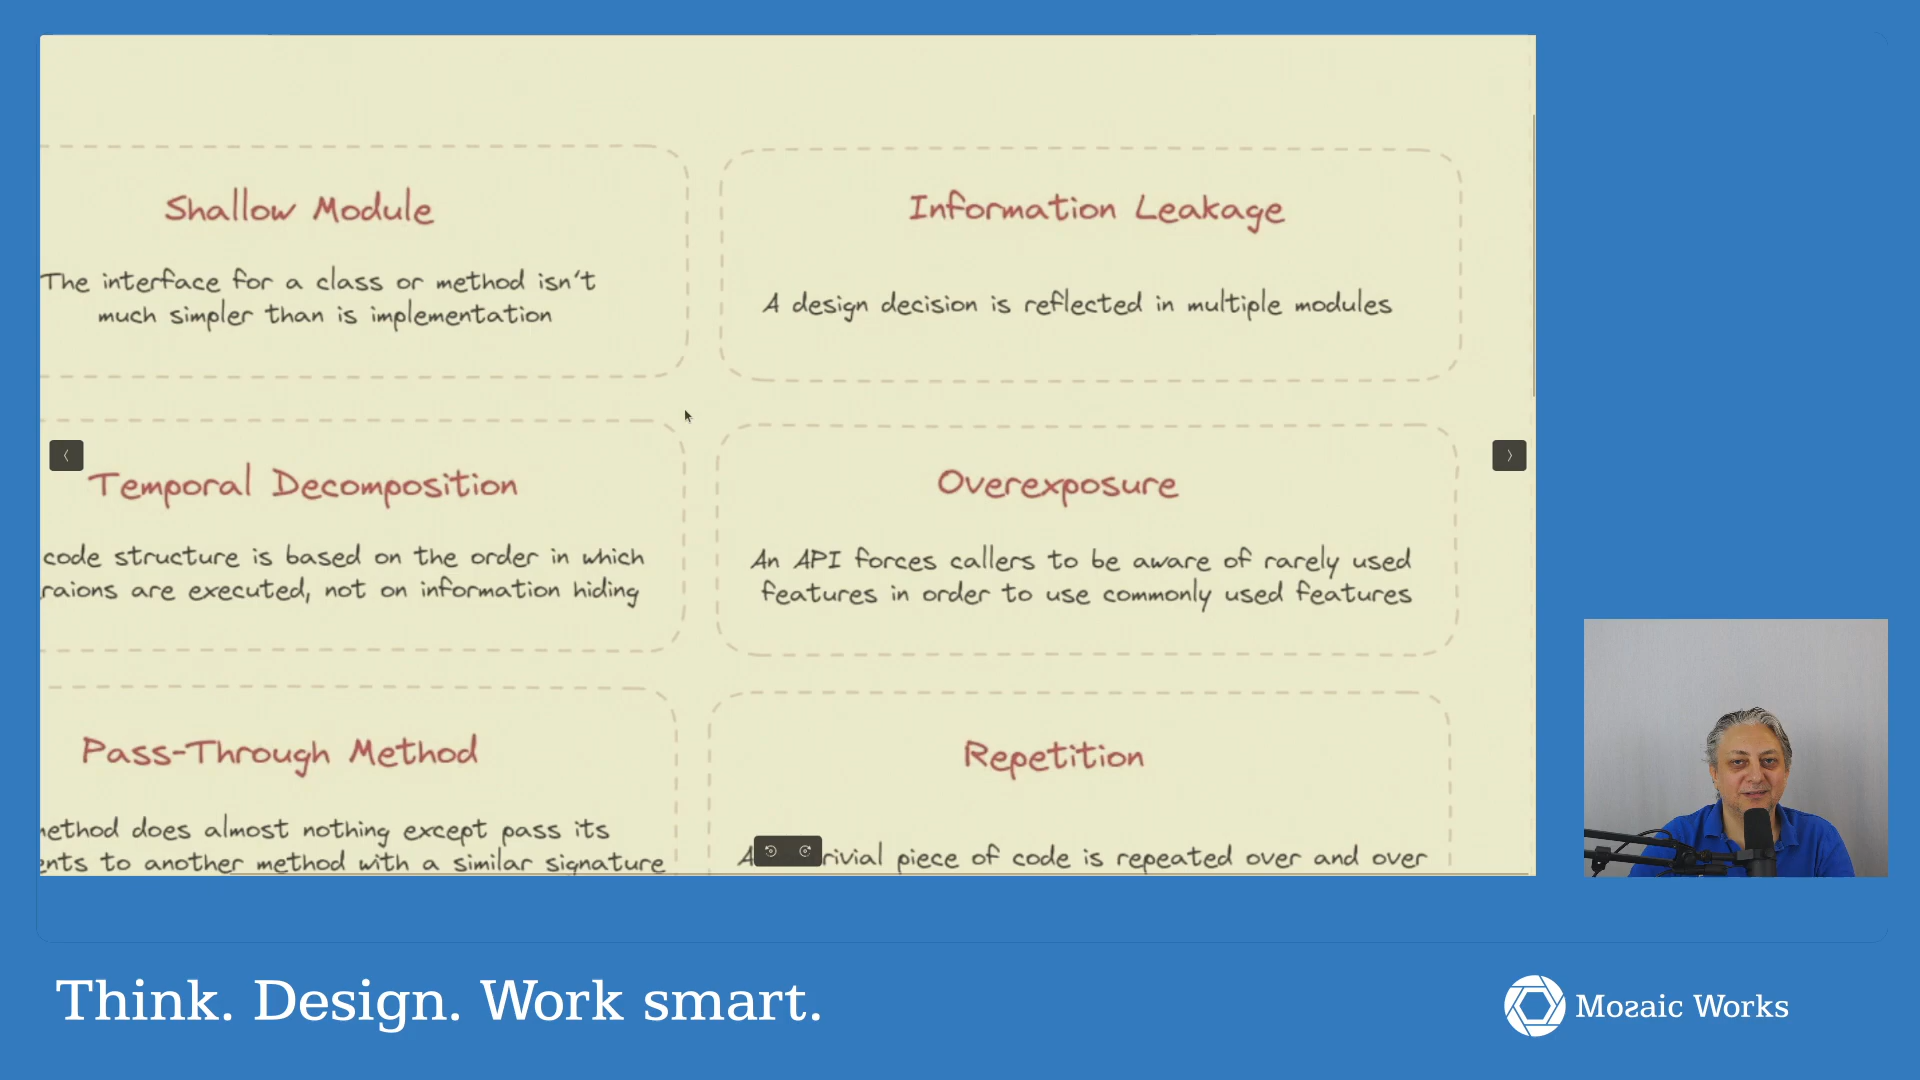 Shallow Module
The interface for a class or method isn't
much simpler than is implementation
Information Leakage
A design decision is reflected in multiple modules
Temporal Decomposition
code structure is based on the order in which
are executed, not on information hiding
Overexposure
An API forces callers to be aware of rarely used
features in order to use commonly used features
Pass-Through Method
does almost nothing except pass its
to another method with a similar signature
Repetition
A piece of code is repeated over and over
Think. Design. Work smart.
Mozaic Works